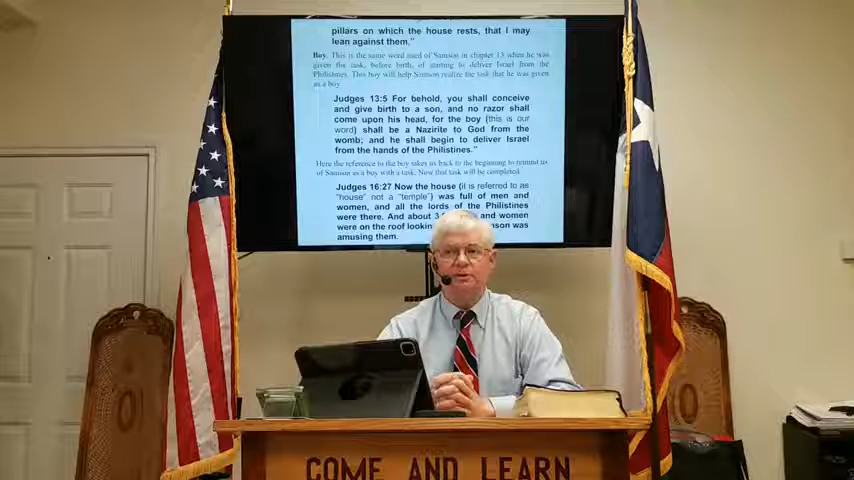 pillars on which the house rests, that I may
lean against them."
Boy. This is the same word used of Samson in chapter 13 when he was
given the task, before birth, of starting to deliver Israel from the
Philistines. This boy will help Samson realize the task that he was given
as a boy
Judges 13:5 For behold, you shall conceive
and give birth to a son, and no razor shall
come upon his head, for the boy (this is our
word) shall be a Nazirite to God from the
womb; and he shall begin to deliver Israel
from the hands of the Philistines."
Here the reference to the boy takes us back to the beginning to remind us
of Samson as a boy with a task. Now that task will be completed.
Judges 16:27 Now the house (it is referred to as
"house" not a "temple") was full of men and
women, and all the lords of the Philistines
were there. And about and women
were on the roof was
amusing them.
COME AND LEARN